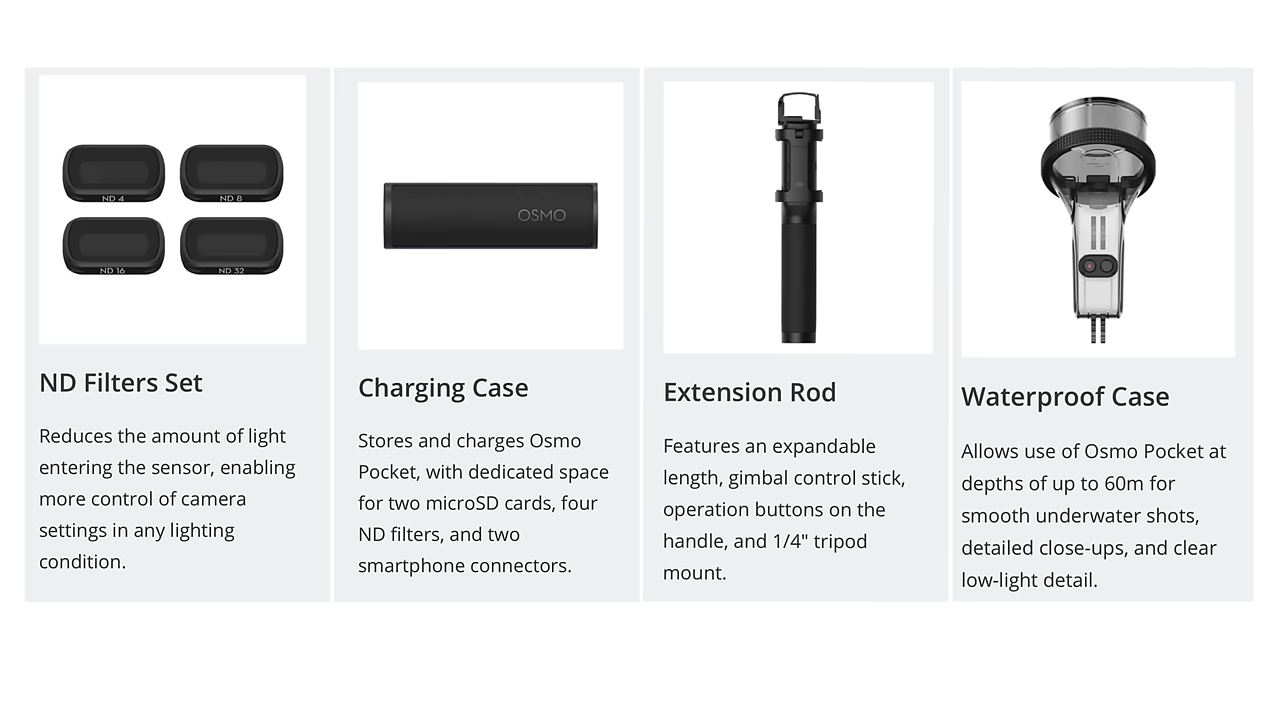 ND 4
ND 8
ND 16
ND 32
ND Filters Set
Reduces the amount of light
entering the sensor, enabling
more control of camera
settings in any lighting
condition.
OSMO
Charging Case
Stores and charges Osmo
Pocket, with dedicated space
for two microSD cards, four
ND filters, and two
smartphone connectors.
Extension Rod
Features an expandable
length, gimbal control stick,
operation buttons on the
handle, and 1/4" tripod
mount.
Waterproof Case
Allows use of Osmo Pocket at
depths of up to 60m for
smooth underwater shots,
detailed close-ups, and clear
low-light detail.